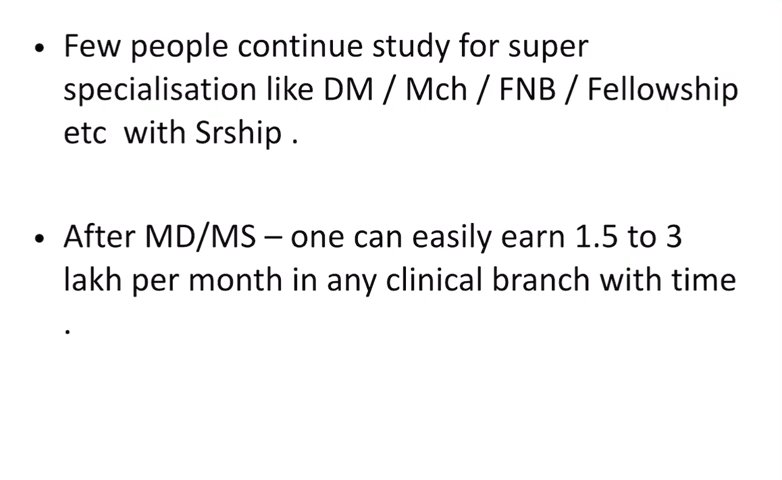 • Few people continue study for super
specialisation like DM / Mch / FNB / Fellowship
etc  with Srship .
• After MD/MS – one can easily earn 1.5 to 3
lakh per month in any clinical branch with time
.